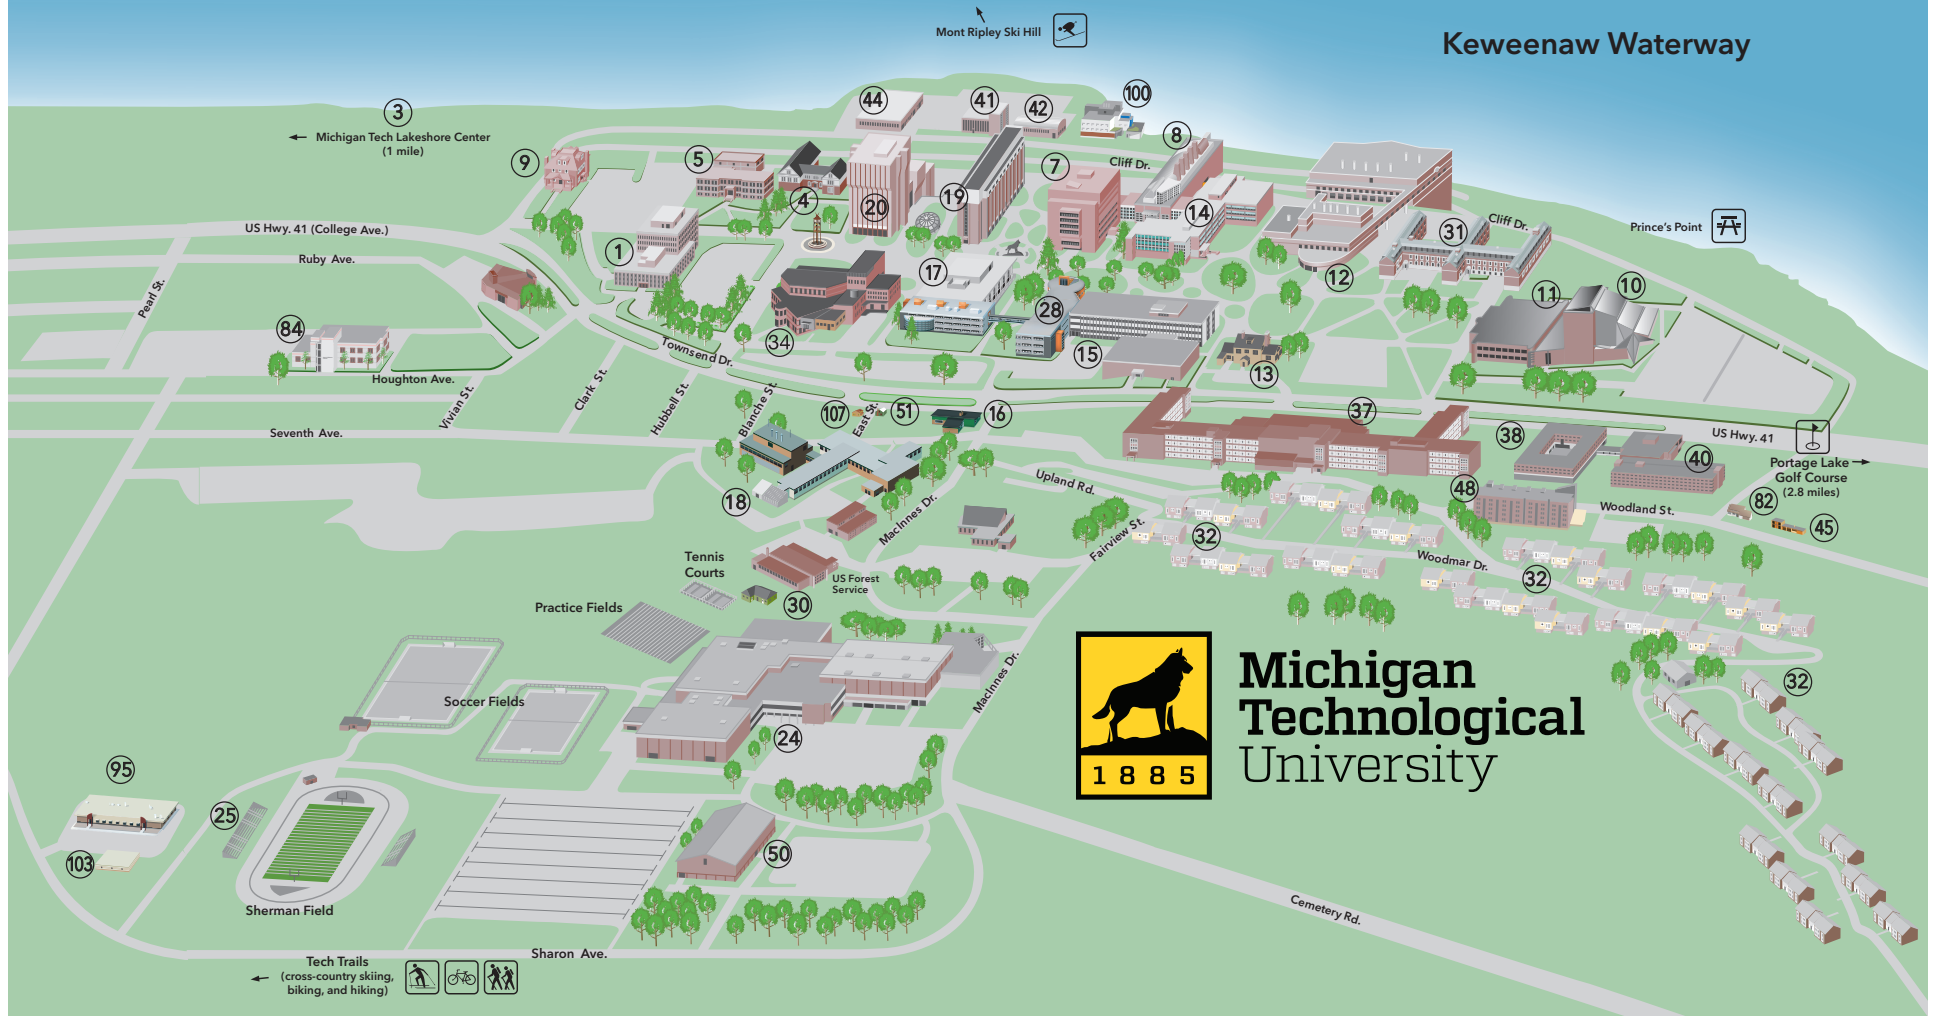 Mont Ripley Ski Hill
Keweenaw Waterway
3
Michigan Tech Lakeshore Center
(1 mile)
44
41
42
100
9
5
4
20
19
7
Cliff Dr.
8
14
31
Cliff Dr.
Prince's Point
US Hwy. 41 (College Ave.)
Ruby Ave.
Pearl St.
1
17
12
11
10
84
34
28
15
13
Townsend Dr.
Houghton Ave.
Vivian St.
Clark St.
Hubbell St.
Blanche St.
107
East St.
51
16
37
Seventh Ave.
38
40
US Hwy. 41
Portage Lake
Golf Course
(2.8 miles)
18
MacInnes Dr.
Upland Rd.
48
Woodland St.
82
45
Fairview St.
32
Woodmar Dr.
32
Tennis
Courts
US Forest
Service
30
Practice Fields
Soccer Fields
MacInnes Dr.
24
32
1885
Michigan
Technological
University
95
25
103
50
Sherman Field
Cemetery Rd.
Sharon Ave.
Tech Trails
(cross-country skiing,
biking, and hiking)